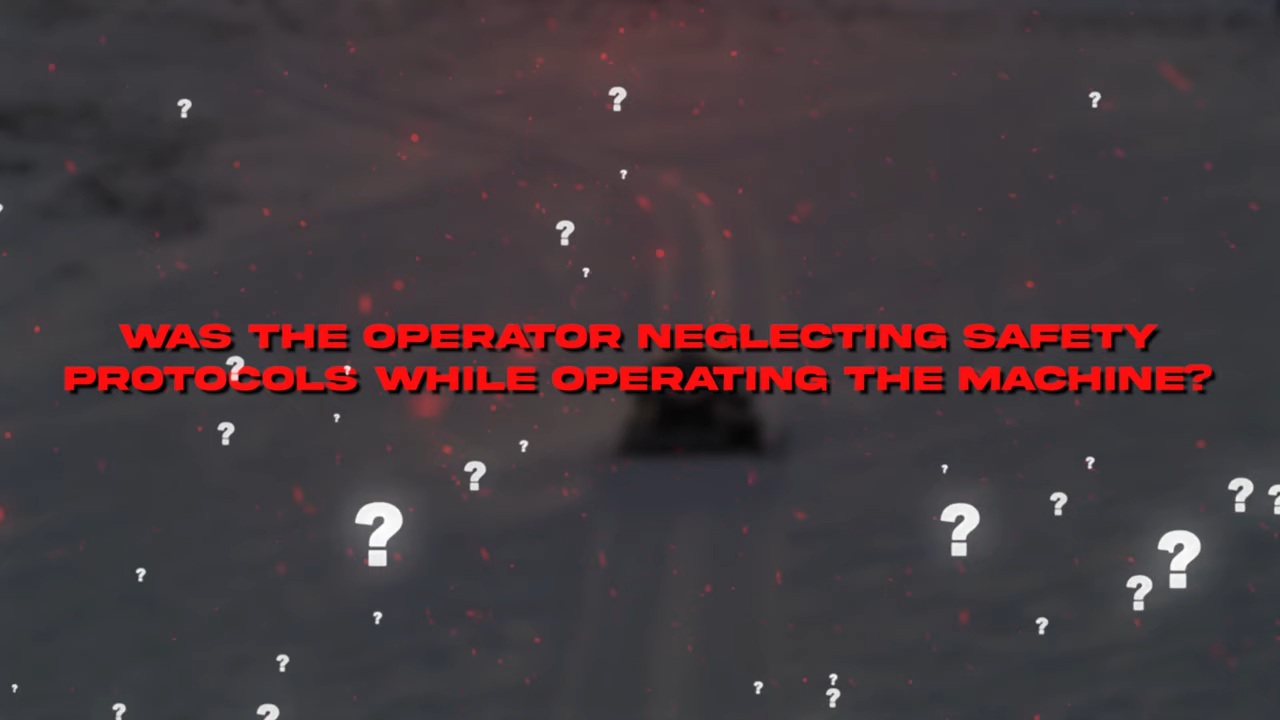 WAS THE OPERATOR NEGLECTING SAFETY
PROTOCOLS WHILE OPERATING THE MACHINE?